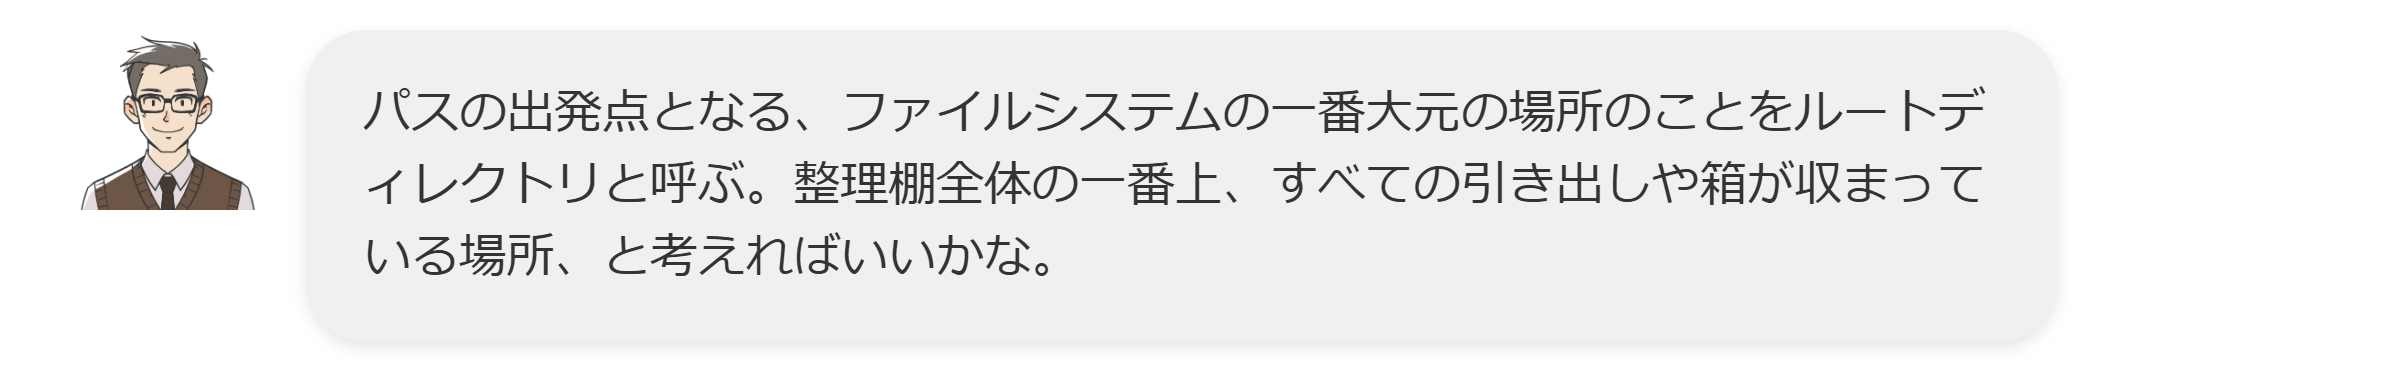 パスの出発点となる、ファイルシステムの一番大元の場所のことをルートデ
ィレクトリと呼ぶ。整理棚全体の一番上、すべての引き出しや箱が収まって
いる場所、と考えればいいかな。